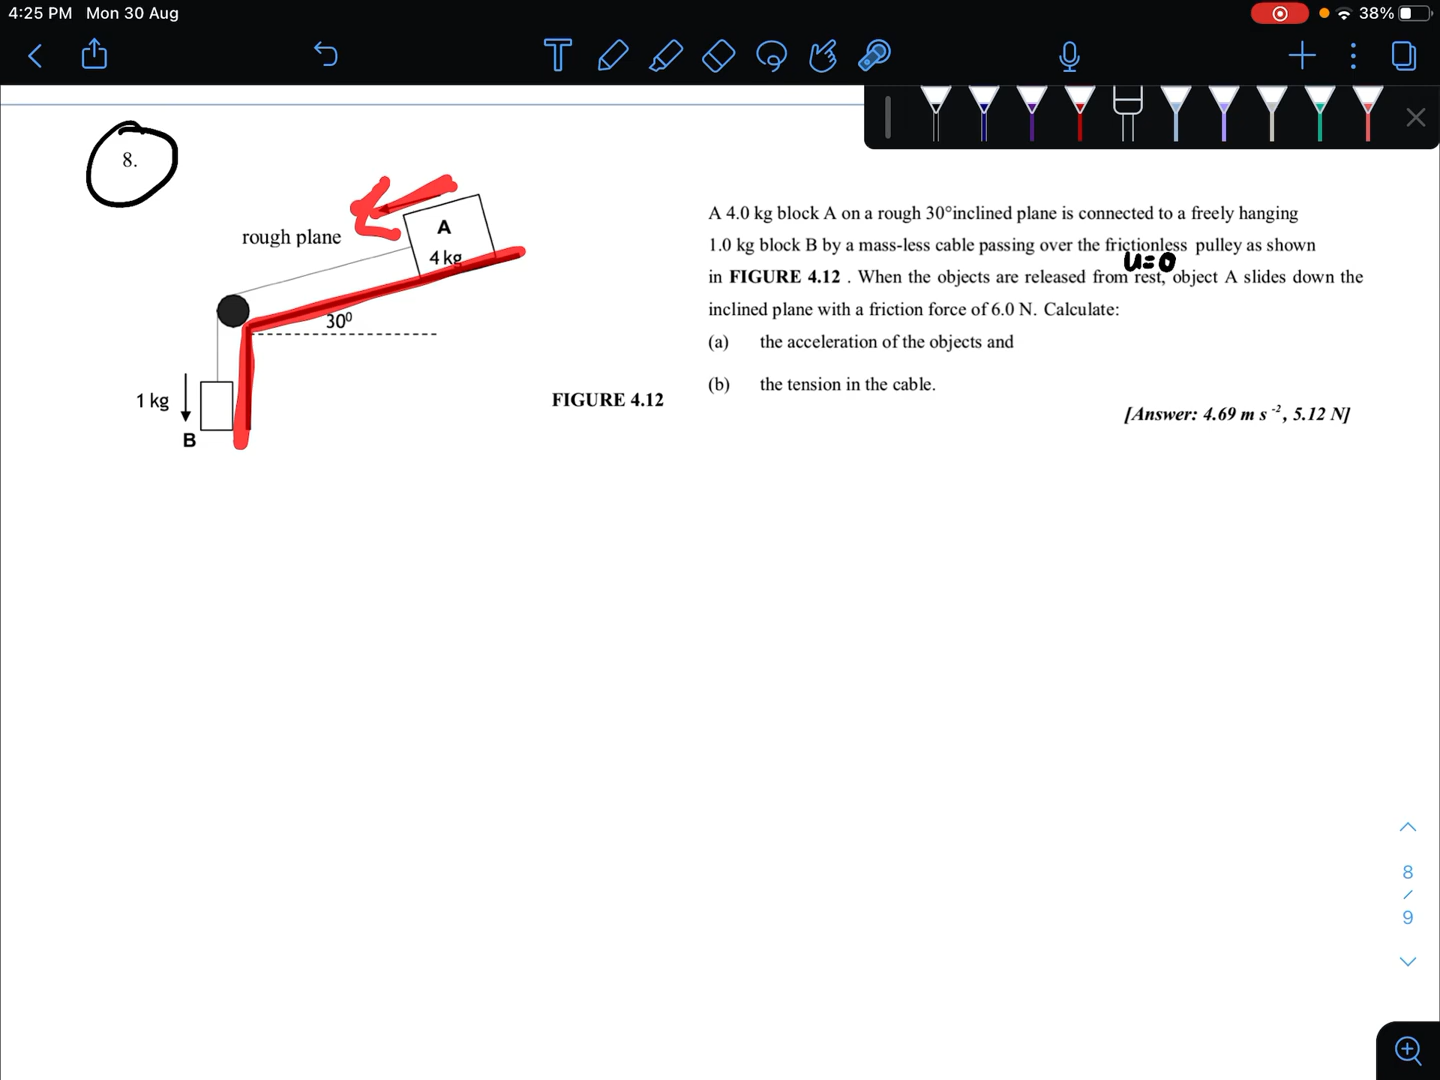 4:25 PM Mon 30 Aug
38%
8.
rough plane
A
4 kg
30⁰
1 kg
B
FIGURE 4.12
A 4.0 kg block A on a rough 30°inclined plane is connected to a freely hanging
1.0 kg block B by a mass-less cable passing over the frictionless pulley as shown
u=0
in FIGURE 4.12 . When the objects are released from rest, object A slides down the
inclined plane with a friction force of 6.0 N. Calculate:
(a) the acceleration of the objects and
(b) the tension in the cable.
[Answer: 4.69 m s ⁻², 5.12 N]
8
/
9